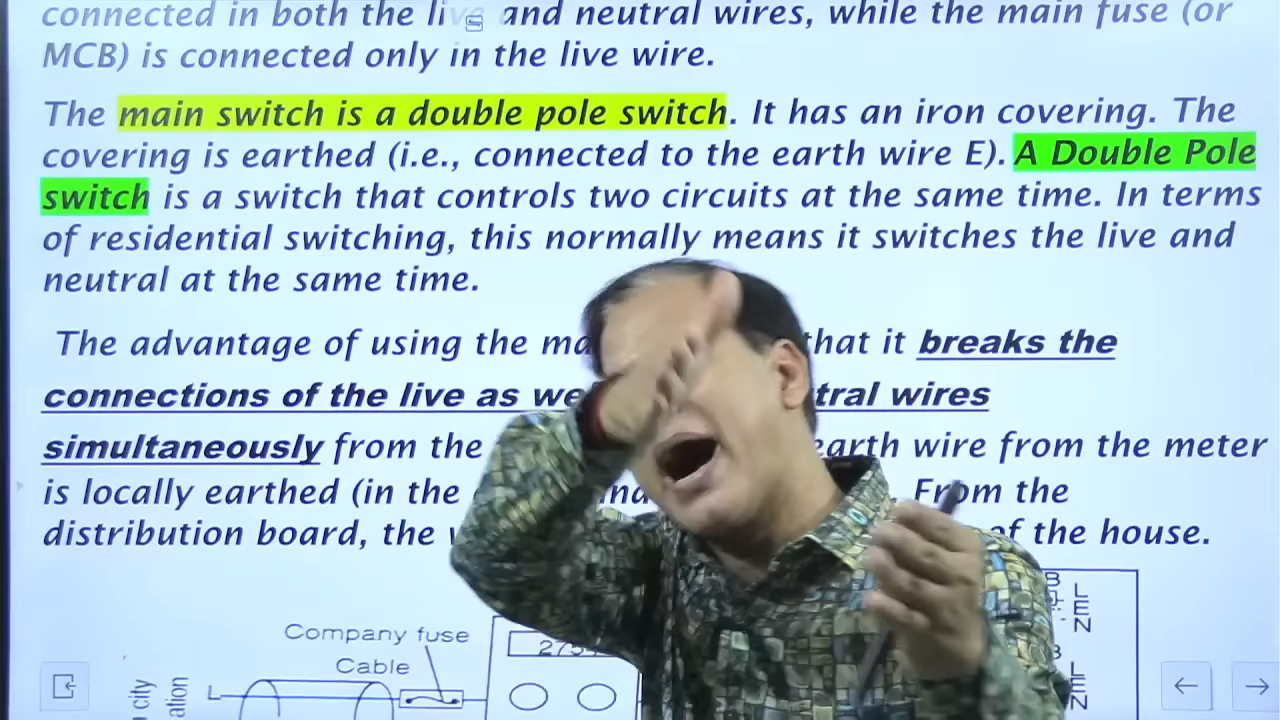 connected in both the live and neutral wires, while the main fuse (or
MCB) is connected only in the live wire.
The main switch is a double pole switch. It has an iron covering. The
covering is earthed (i.e., connected to the earth wire E). A Double Pole
switch is a switch that controls two circuits at the same time. In terms
of residential switching, this normally means it switches the live and
neutral at the same time.
The advantage of using the that it breaks the
connections of the live as wires
simultaneously from the earth wire from the meter
is locally earthed (in the From the
distribution board, the of the house.
Company fuse
Cable
L
275
city
B
L
E
N
B
L
E
N